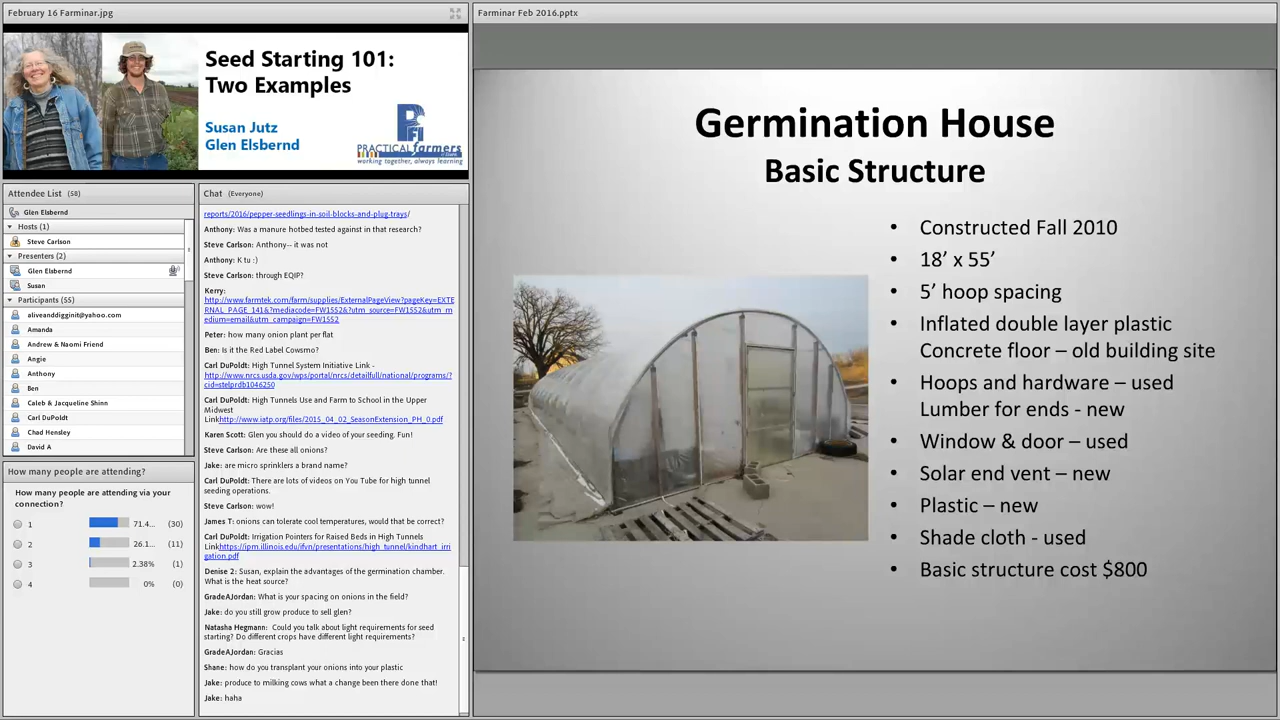 February 16 Farminar.jpg
Seed Starting 101:
Two Examples
Susan Jutz
Glen Elsbernd
PFI
PRACTICAL farmers
working together, always learning
Attendee List (58)
Glen Elsbernd
Hosts (1)
Steve Carlson
Presenters (2)
Glen Elsbernd
Susan
Participants (55)
aliveanddigginit@yahoo.com
Amanda
Andrew & Naomi Friend
Angie
Anthony
Ben
Caleb & Jacqueline Shinn
Carl DuPoldt
Chad Hensley
David A
How many people are attending?
How many people are attending via your
connection?
1 71.4... (30)
2 26.1... (11)
3 2.38% (1)
4 0% (0)
Chat (Everyone)
reports/2016/pepper-seedlings-in-soil-blocks-and-plug-trays/
Anthony: Was a manure hotbed tested against in that research?
Steve Carlson: Anthony-- it was not
Anthony: K tu :)
Steve Carlson: through EQIP?
Kerry:
http://www.farmtek.com/farm/supplies/ExternalPageView?pageKey=EXTE
RNAL_PAGE_141&?mediacode=FW1552&?utm_source=FW1552&utm_m
edium=email&utm_campaign=FW1552
Peter: how many onion plant per flat
Ben: Is it the Red Label Cowsmo?
Carl DuPoldt: High Tunnel System Initiative Link -
http://www.nrcs.usda.gov/wps/portal/nrcs/detailfull/national/programs/?
cid=stelprdb1046250
Carl DuPoldt: High Tunnels Use and Farm to School in the Upper
Midwest
Linkhttp://www.iatp.org/files/2015_04_02_SeasonExtension_PH_0.pdf
Karen Scott: Glen you should do a video of your seeding. Fun!
Steve Carlson: Are these all onions?
Jake: are micro sprinklers a brand name?
Carl DuPoldt: There are lots of videos on You Tube for high tunnel
seeding operations.
Steve Carlson: wow!
James T: onions can tolerate cool temperatures, would that be correct?
Carl DuPoldt: Irrigation Pointers for Raised Beds in High Tunnels
Linkhttps://ipm.illinois.edu/ifvn/presentations/high_tunnel/kindhart_irri
gation.pdf
Denise 2: Susan, explain the advantages of the germination chamber.
What is the heat source?
GradeAJordan: What is your spacing on onions in the field?
Jake: do you still grow produce to sell glen?
Natasha Hegmann: Could you talk about light requirements for seed
starting? Do different crops have different light requirements?
GradeAJordan: Gracias
Shane: how do you transplant your onions into your plastic
Jake: produce to milking cows what a change been there done that!
Jake: haha
Farminar Feb 2016.pptx
Germination House
Basic Structure
• Constructed Fall 2010
• 18’ x 55’
• 5’ hoop spacing
• Inflated double layer plastic
Concrete floor – old building site
• Hoops and hardware – used
Lumber for ends - new
• Window & door – used
• Solar end vent – new
• Plastic – new
• Shade cloth - used
• Basic structure cost $800